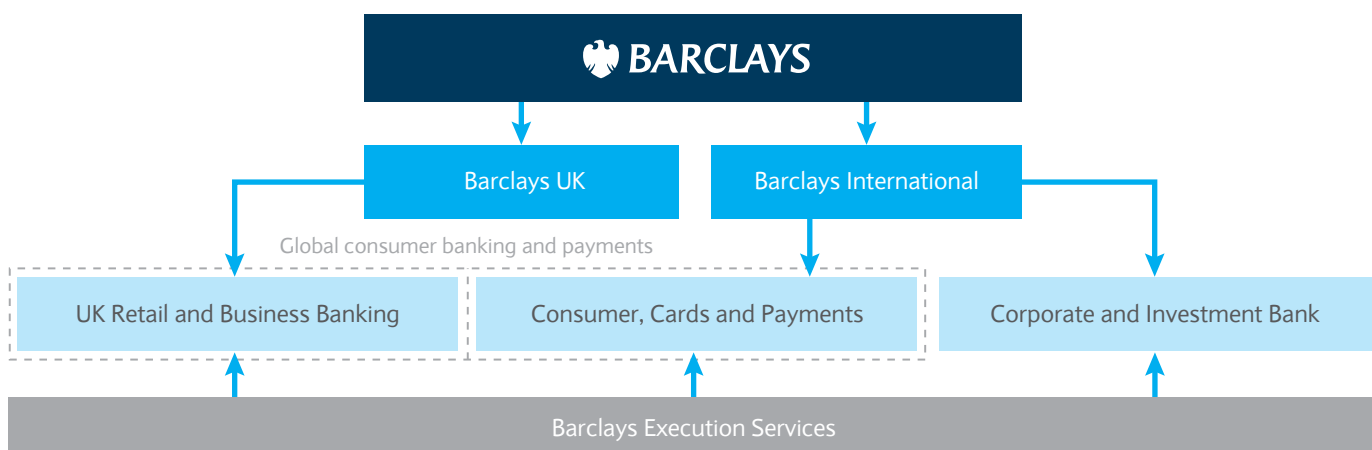 BARCLAYS
Barclays UK
Barclays International
Global consumer banking and payments
UK Retail and Business Banking
Consumer, Cards and Payments
Corporate and Investment Bank
Barclays Execution Services